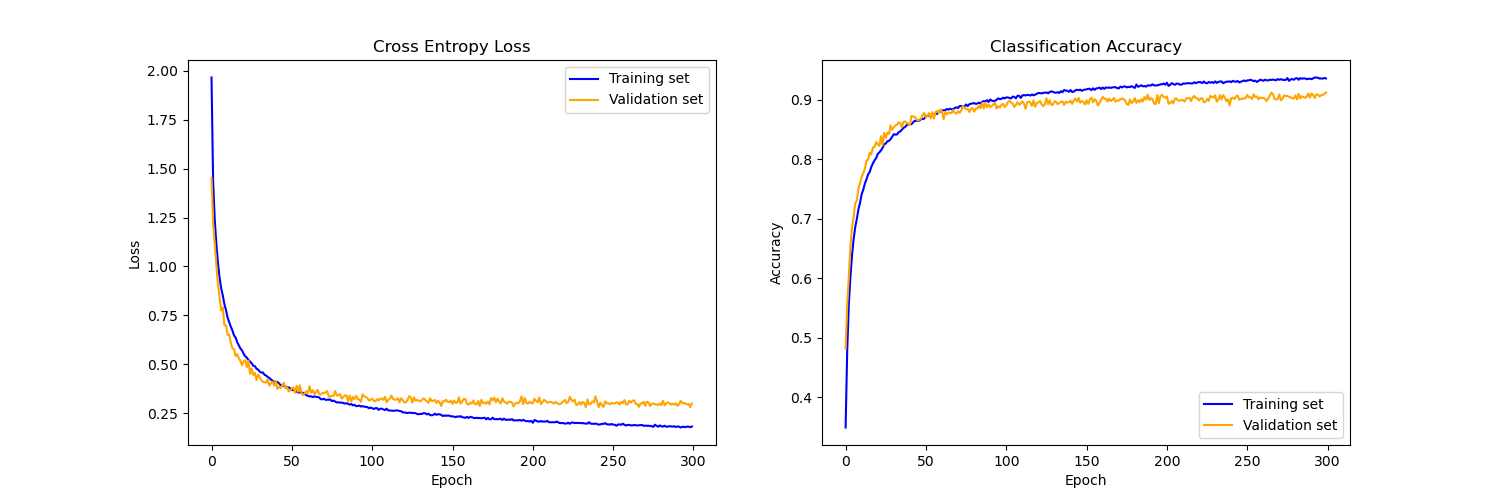 Cross Entropy Loss
2.00
1.75
1.50
1.25
1.00
0.75
0.50
0.25
Loss
Training set
Validation set
0 50 100 150 200 250 300
Epoch
Classification Accuracy
0.9
0.8
0.7
0.6
0.5
0.4
Accuracy
Training set
Validation set
0 50 100 150 200 250 300
Epoch